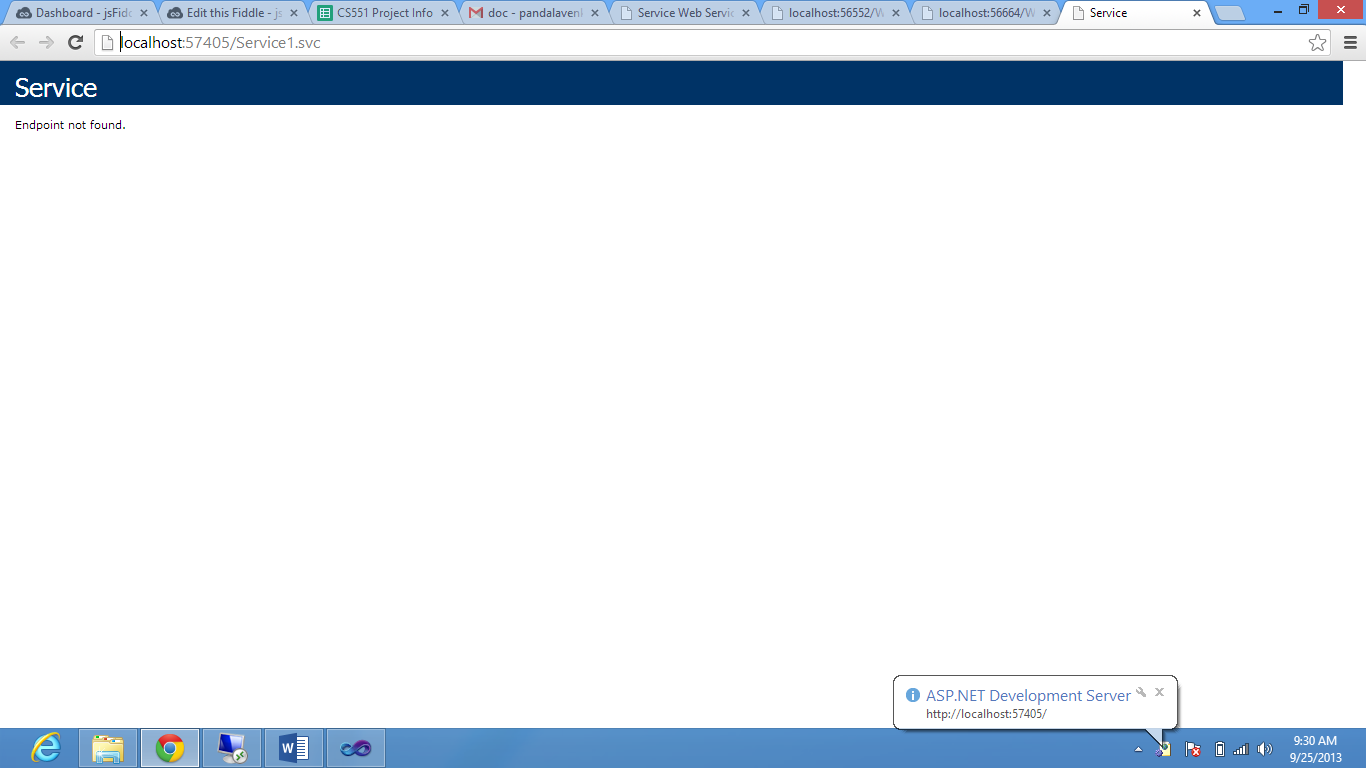 Dashboard - jsFid
Edit this Fiddle - js
CS551 Project Info
doc - pandalaven
Service Web Servic
localhost:56552/W
localhost:56664/W
Service
localhost:57405/Service1.svc
Service
Endpoint not found.
ASP.NET Development Server
http://localhost:57405/
9:30 AM
9/25/2013